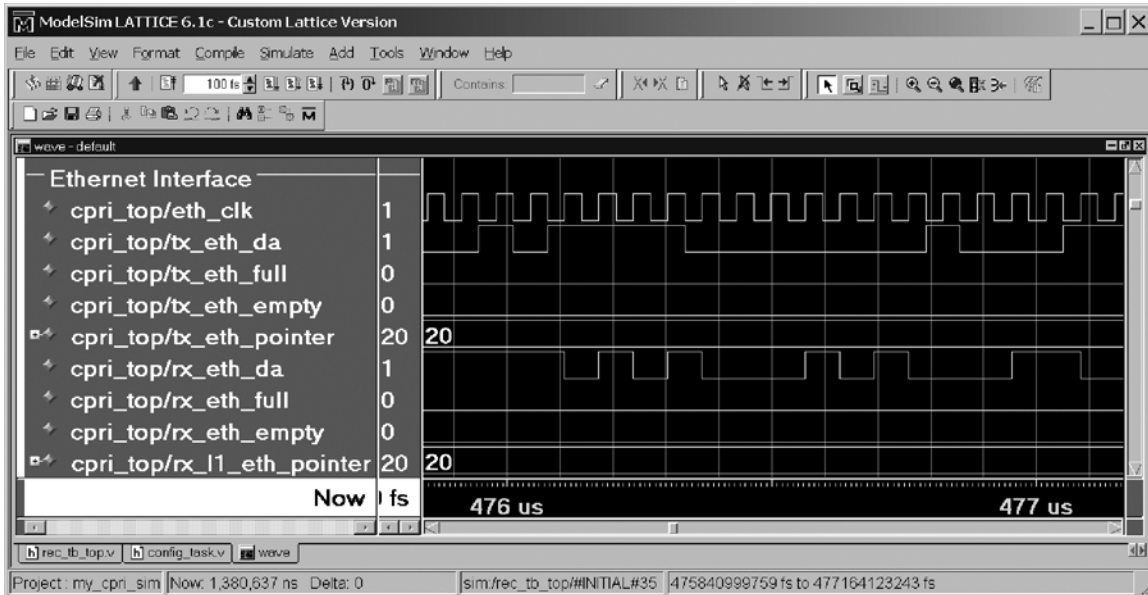 ModelSim LATTICE 6.1c - Custom Lattice Version
File Edit View Format Compile Simulate Add Tools Window Help
100 fs
Contains:
wave - default
Ethernet Interface
cpri_top/eth_clk 1
cpri_top/tx_eth_da 1
cpri_top/tx_eth_full 0
cpri_top/tx_eth_empty 0
cpri_top/tx_eth_pointer 20 20
cpri_top/rx_eth_da 1
cpri_top/rx_eth_full 0
cpri_top/rx_eth_empty 0
cpri_top/rx_l1_eth_pointer 20 20
Now fs 476 us 477 us
rec_tb_top.v config_task.v wave
Project : my_cpri_sim Now: 1,380,637 ns Delta: 0 sim:/rec_tb_top/#INITIAL#35 475840999759 fs to 477164123243 fs